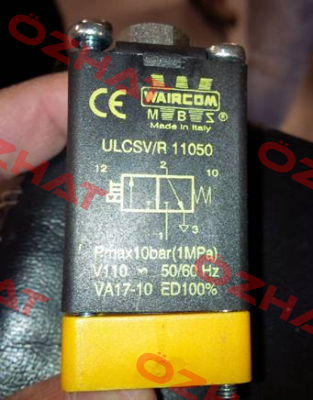 WAIRCOM
M B S ®
CE
Made in Italy
ULCSV/R 11050
12 2 10
1 3
Pmax10bar(1MPa)
V110 ~ 50/60 Hz
VA17-10 ED100%
OZHAT
OZHAT
OZHAT
OZHAT